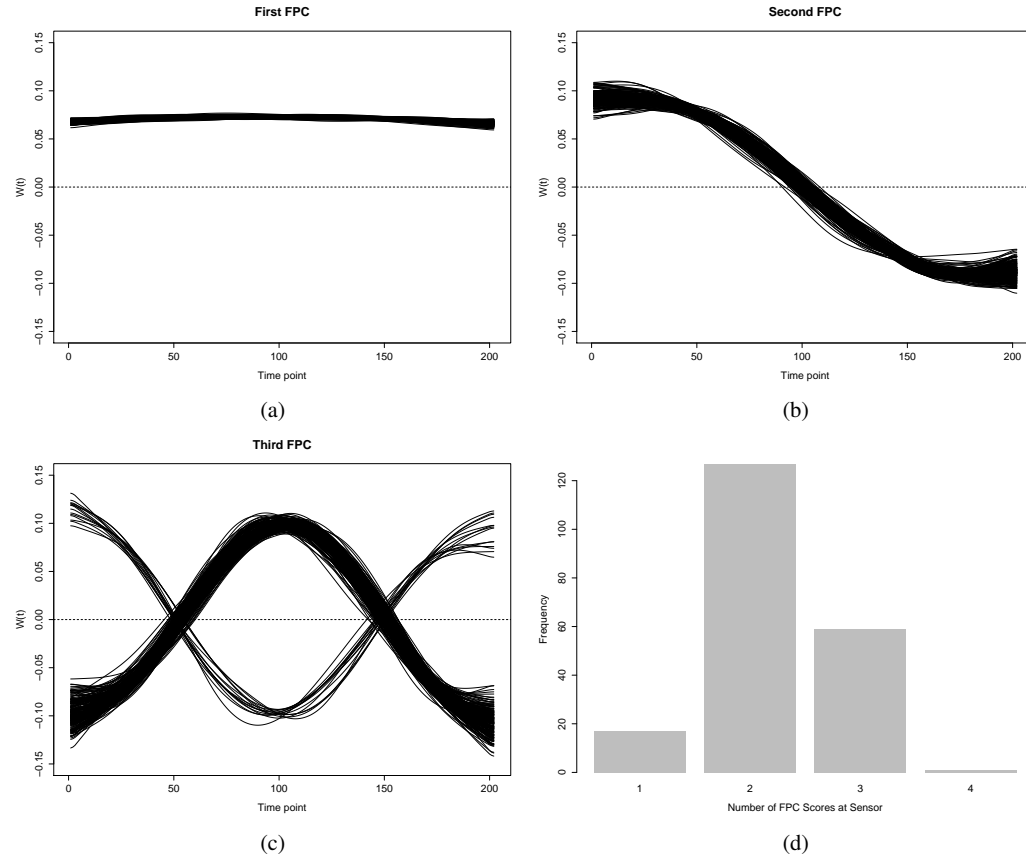 First FPC
W(t)
0.15
0.10
0.05
0.00
−0.05
−0.10
−0.15
0 50 100 150 200
Time point
(a)
Second FPC
W(t)
0.15
0.10
0.05
0.00
−0.05
−0.10
−0.15
0 50 100 150 200
Time point
(b)
Third FPC
W(t)
0.15
0.10
0.05
0.00
−0.05
−0.10
−0.15
0 50 100 150 200
Time point
(c)
Frequency
120
100
80
60
40
20
0
1 2 3 4
Number of FPC Scores at Sensor
(d)